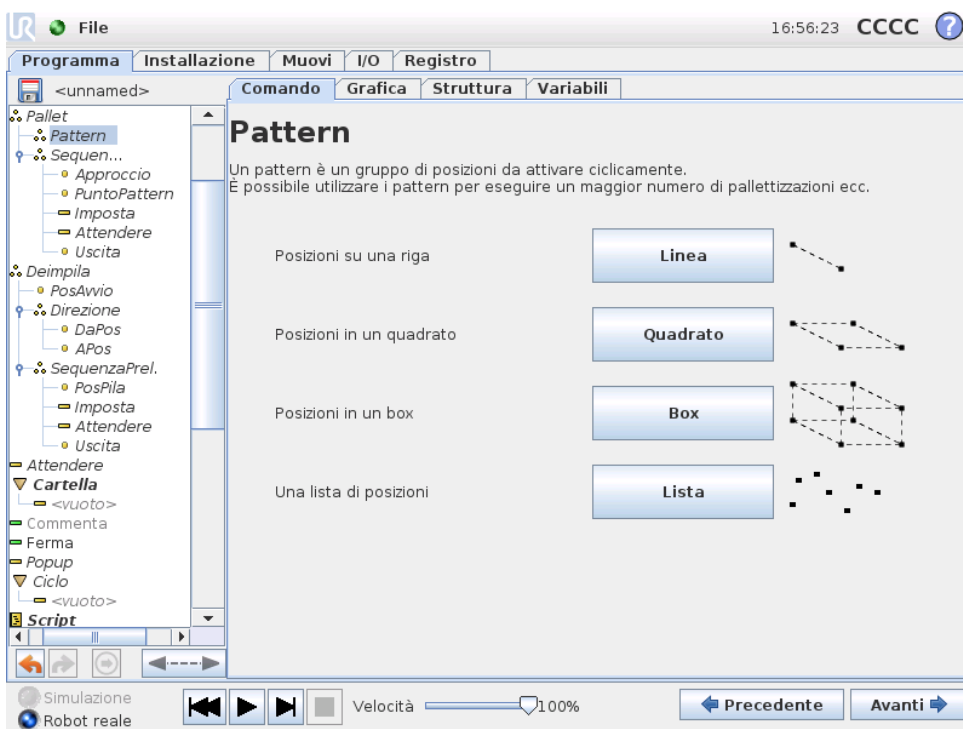 UR File 16:56:23 CCCC ?
Programma Installazione Muovi I/O Registro
<unnamed>
Comando Grafica Struttura Variabili
Pallet
Pattern
Sequen...
Approccio
PuntoPattern
Imposta
Attendere
Uscita
Deimpila
PosAvvio
Direzione
DaPos
APos
SequenzaPrel.
PosPila
Imposta
Attendere
Uscita
Attendere
Cartella
<vuoto>
Commenta
Ferma
Popup
Ciclo
<vuoto>
Script
Pattern
Un pattern è un gruppo di posizioni da attivare ciclicamente.
È possibile utilizzare i pattern per eseguire un maggior numero di pallettizzazioni ecc.
Posizioni su una riga Linea
Posizioni in un quadrato Quadrato
Posizioni in un box Box
Una lista di posizioni Lista
Simulazione
Robot reale
Velocità 100%
Precedente Avanti